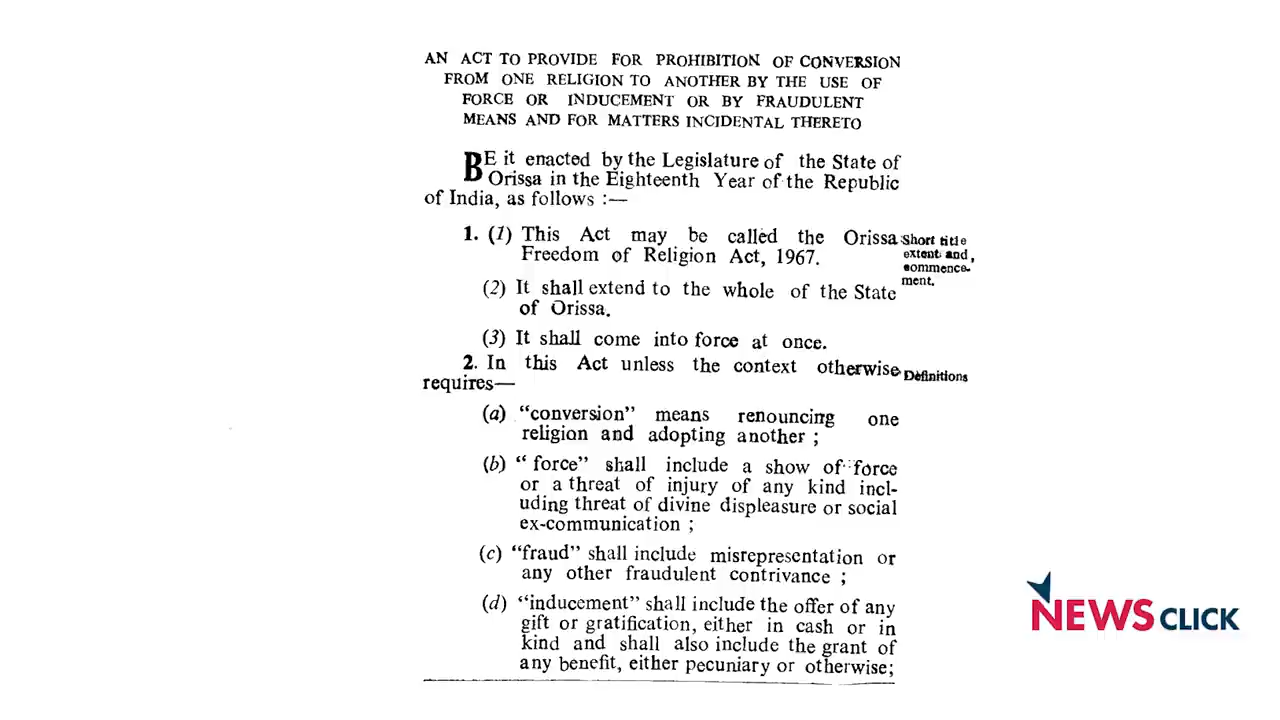 AN ACT TO PROVIDE FOR PROHIBITION OF CONVERSION
FROM ONE RELIGION TO ANOTHER BY THE USE OF
FORCE OR INDUCEMENT OR BY FRAUDULENT
MEANS AND FOR MATTERS INCIDENTAL THERETO
BE it enacted by the Legislature of the State of
Orissa in the Eighteenth Year of the Republic
of India, as follows :—
1. (1) This Act may be called the Orissa
Freedom of Religion Act, 1967.
Short title
extent and,
commence-
ment.
(2) It shall extend to the whole of the State
of Orissa.
(3) It shall come into force at once.
2. In this Act unless the context otherwise
requires—
Definitions
(a) “conversion” means renouncing one
religion and adopting another ;
(b) “ force” shall include a show of force
or a threat of injury of any kind incl-
uding threat of divine displeasure or social
ex-communication ;
(c) “fraud” shall include misrepresentation or
any other fraudulent contrivance ;
(d) “inducement” shall include the offer of any
gift or gratification, either in cash or in
kind and shall also include the grant of
any benefit, either pecuniary or otherwise;
NEWSCLICK